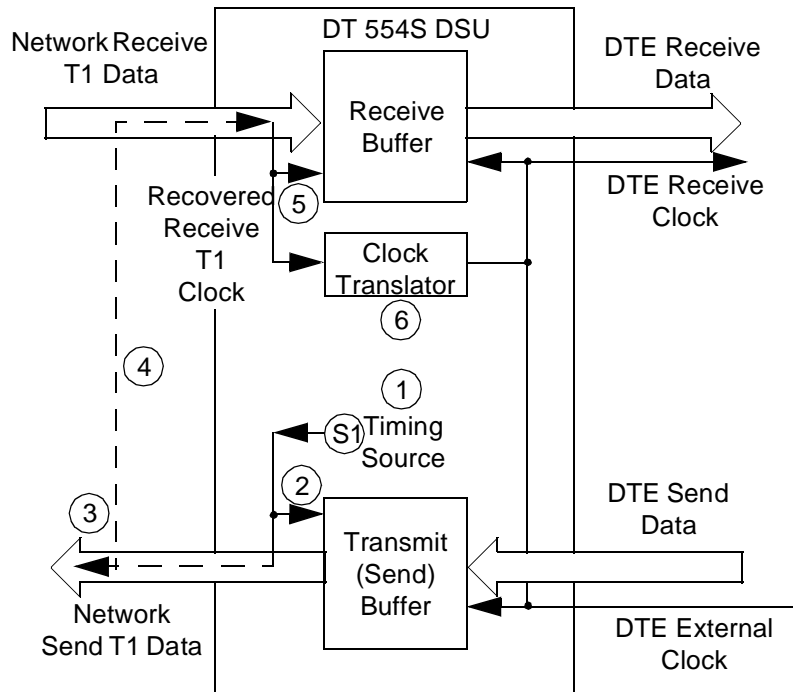 DT 554S DSU
Network Receive
T1 Data
DTE Receive
Data
Receive
Buffer
DTE Receive
Clock
5
Recovered
Receive
T1
Clock
Clock
Translator
6
4
1
S1
Timing
Source
2
3
DTE Send
Data
Transmit
(Send)
Buffer
Network
Send T1 Data
DTE External
Clock